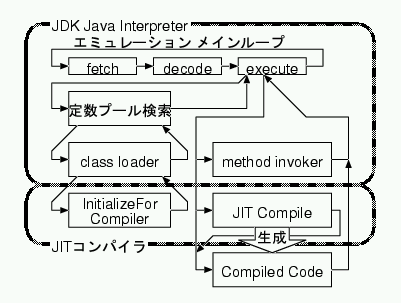 JDK Java Interpreter
エミュレーション メインループ
fetch
decode
execute
定数プール検索
class loader
method invoker
InitializeFor
Compiler
JIT Compile
生成
JITコンパイラ
Compiled Code